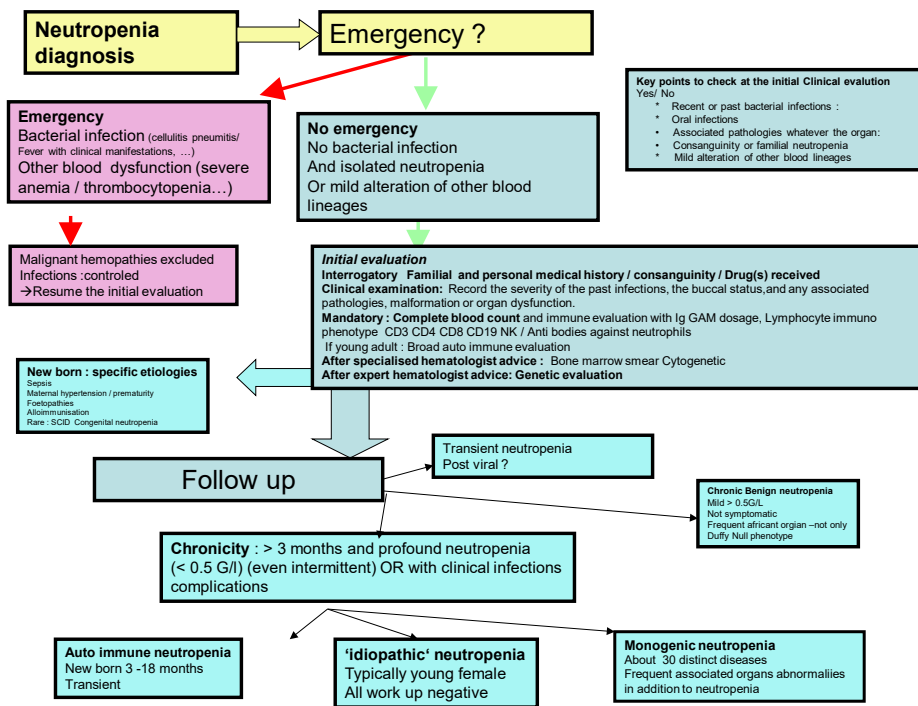 Neutropenia
diagnosis
Emergency ?
Key points to check at the initial Clinical evalution
Yes/ No
* Recent or past bacterial infections :
* Oral infections
• Associated pathologies whatever the organ:
• Consanguinity or familial neutropenia
* Mild alteration of other blood lineages
Emergency
Bacterial infection (cellulitis pneumitis/
Fever with clinical manifestations, ...)
Other blood dysfunction (severe
anemia / thrombocytopenia...)
No emergency
No bacterial infection
And isolated neutropenia
Or mild alteration of other blood
lineages
Malignant hemopathies excluded
Infections :controled
→Resume the initial evaluation
Initial evaluation
Interrogatory Familial and personal medical history / consanguinity / Drug(s) received
Clinical examination: Record the severity of the past infections, the buccal status,and any associated
pathologies, malformation or organ dysfunction.
Mandatory : Complete blood count and immune evaluation with Ig GAM dosage, Lymphocyte immuno
phenotype CD3 CD4 CD8 CD19 NK / Anti bodies against neutrophils
If young adult : Broad auto immune evaluation
After specialised hematologist advice : Bone marrow smear Cytogenetic
After expert hematologist advice: Genetic evaluation
New born : specific etiologies
Sepsis
Maternal hypertension / prematurity
Foetopathies
Alloimmunisation
Rare : SCID Congenital neutropenia
Follow up
Transient neutropenia
Post viral ?
Chronic Benign neutropenia
Mild > 0.5G/L
Not symptomatic
Frequent africant orgian –not only
Duffy Null phenotype
Chronicity : > 3 months and profound neutropenia
(< 0.5 G/l) (even intermittent) OR with clinical infections
complications
Auto immune neutropenia
New born 3 -18 months
Transient
'idiopathic' neutropenia
Typically young female
All work up negative
Monogenic neutropenia
About 30 distinct diseases
Frequent associated organs abnormaliies
in addition to neutropenia